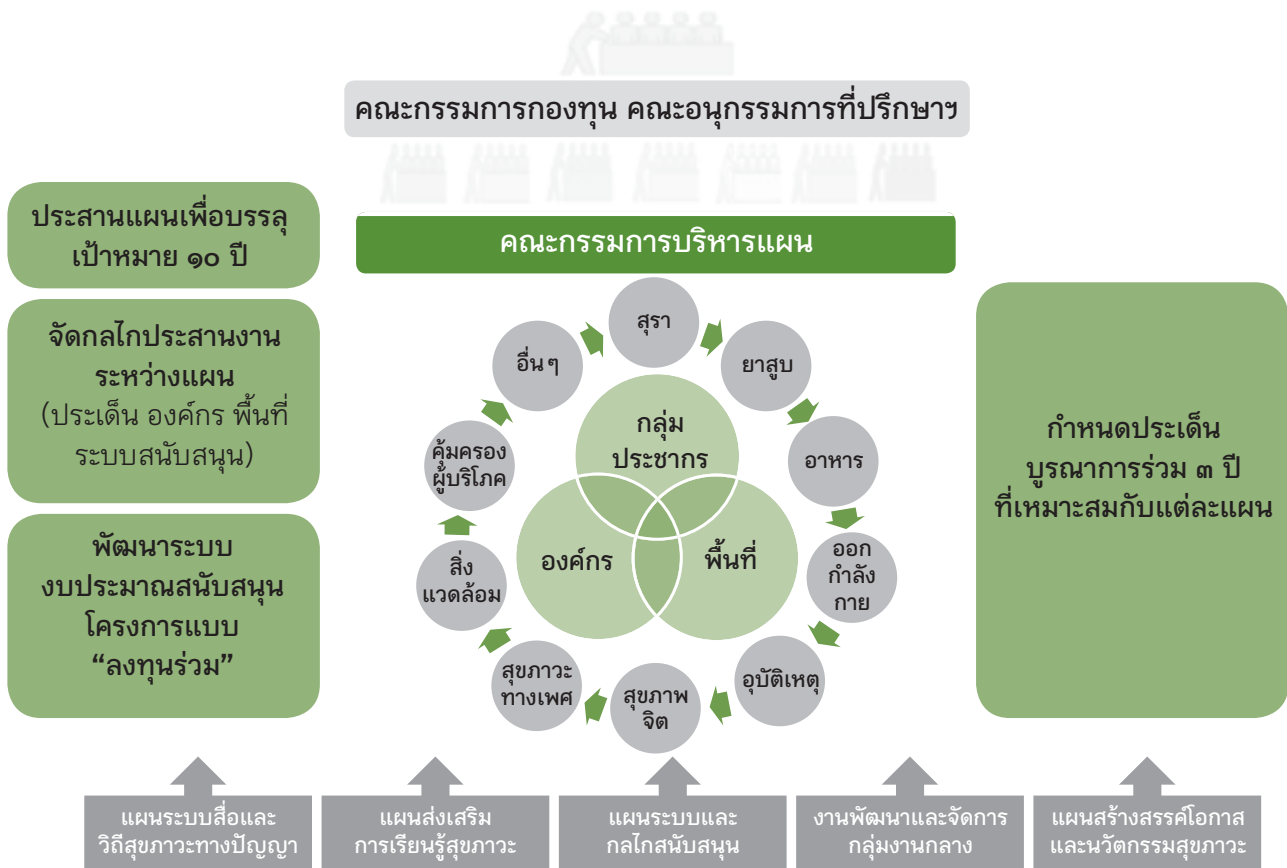 คณะกรรมการกองทุน คณะอนุกรรมการที่ปรึกษาฯ
คณะกรรมการบริหารแผน
ประสานแผนเพื่อบรรลุ
เป้าหมาย ๑๐ ปี
จัดกลไกประสานงาน
ระหว่างแผน
(ประเด็น องค์กร พื้นที่
ระบบสนับสนุน)
พัฒนาระบบ
งบประมาณสนับสนุน
โครงการแบบ
“ลงทุนร่วม”
สุรา
ยาสูบ
อาหาร
ออก
กำลัง
กาย
อุบัติเหตุ
สุขภาพ
จิต
สุขภาวะ
ทางเพศ
สิ่ง
แวดล้อม
คุ้มครอง
ผู้บริโภค
อื่นๆ
กลุ่ม
ประชากร
องค์กร
พื้นที่
กำหนดประเด็น
บูรณาการร่วม ๓ ปี
ที่เหมาะสมกับแต่ละแผน
แผนระบบสื่อและ
วิถีสุขภาวะทางปัญญา
แผนส่งเสริม
การเรียนรู้สุขภาวะ
แผนระบบและ
กลไกสนับสนุน
งานพัฒนาและจัดการ
กลุ่มงานกลาง
แผนสร้างสรรค์โอกาส
และนวัตกรรมสุขภาวะ